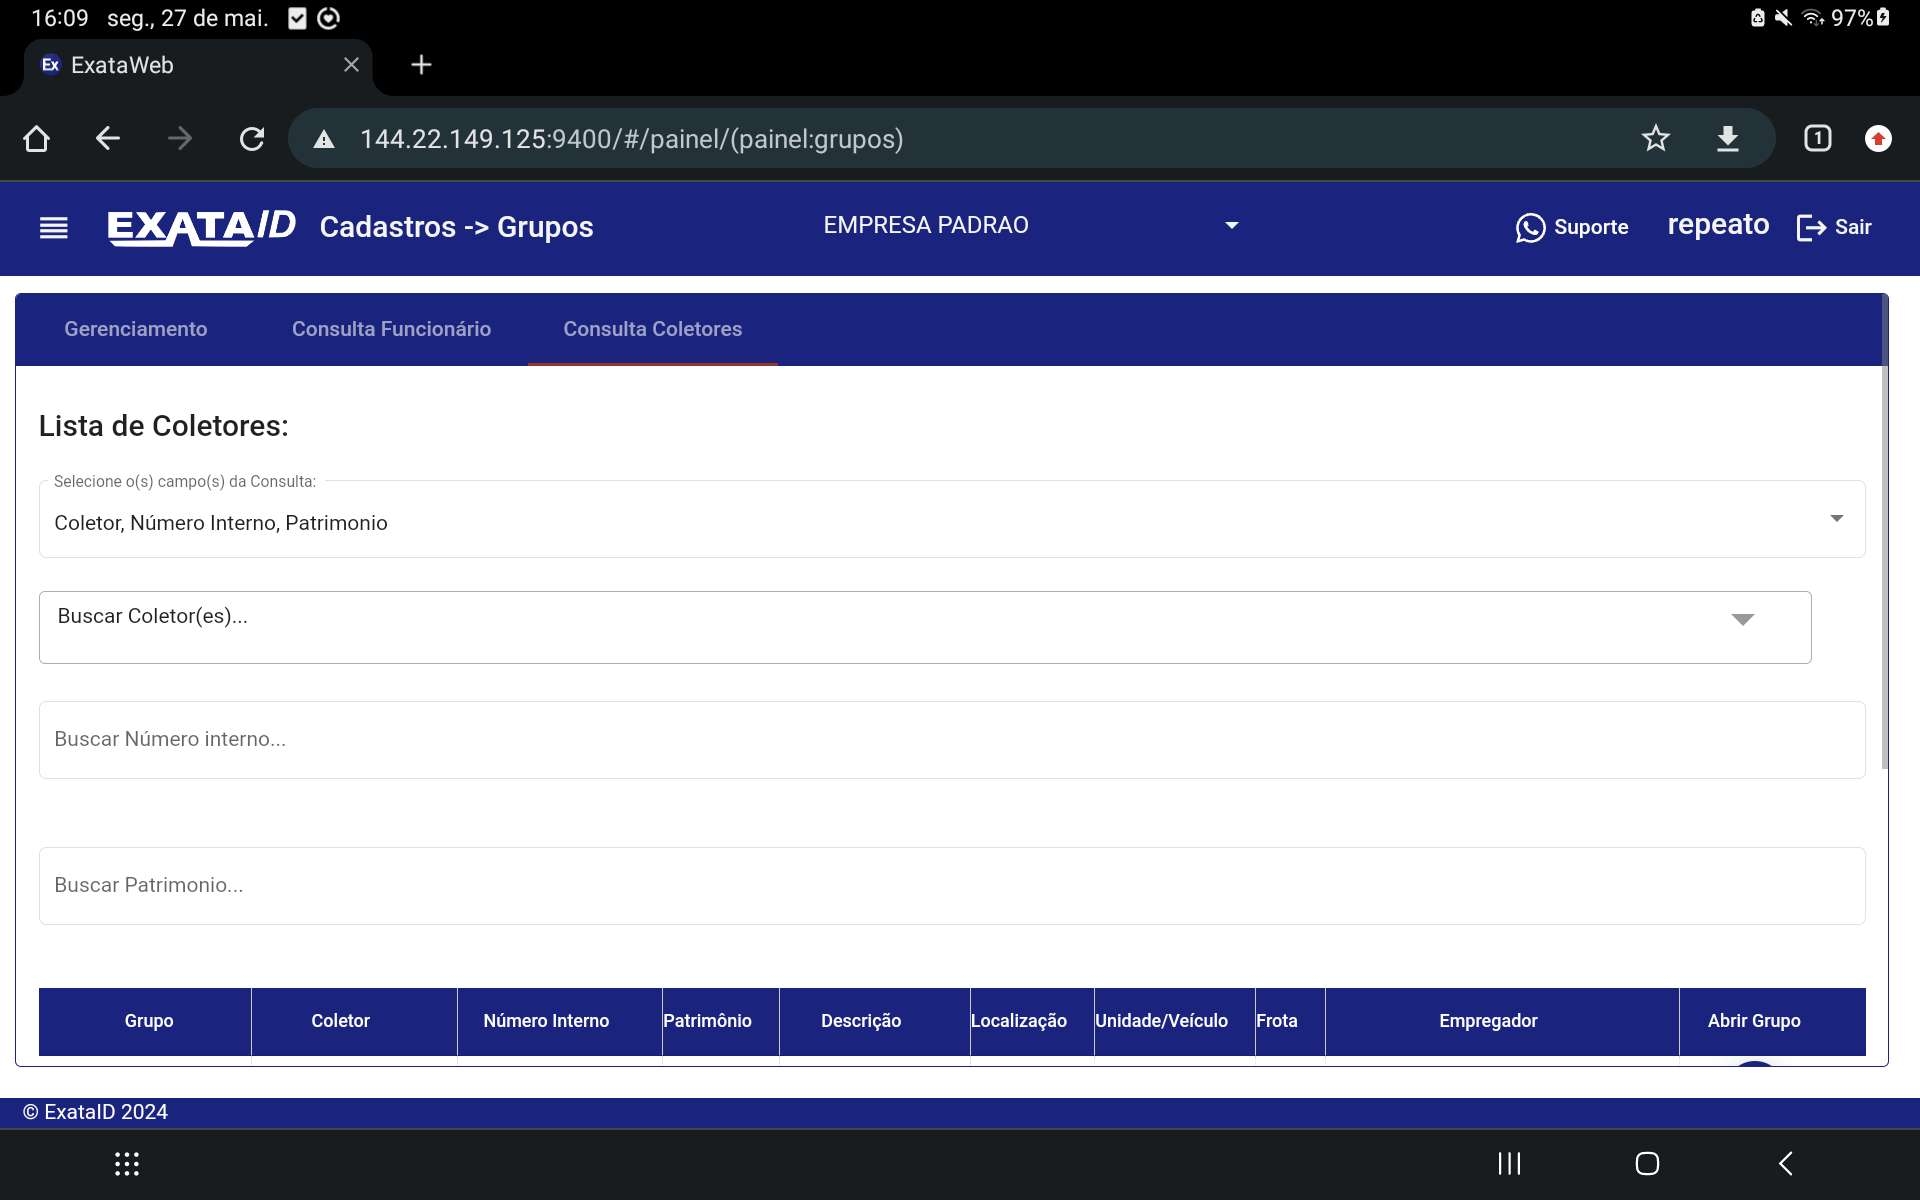 16:09 seg., 27 de mai. 97%
Ex ExataWeb
144.22.149.125:9400/#/painel/(painel:grupos) 1
EXATAID Cadastros -> Grupos EMPRESA PADRAO Suporte repeato Sair
Gerenciamento Consulta Funcionário Consulta Coletores
Lista de Coletores:
Selecione o(s) campo(s) da Consulta:
Coletor, Número Interno, Patrimonio
Buscar Coletor(es)...
Buscar Número interno...
Buscar Patrimonio...
Grupo Coletor Número Interno Patrimônio Descrição Localização Unidade/Veículo Frota Empregador Abrir Grupo
© ExataID 2024